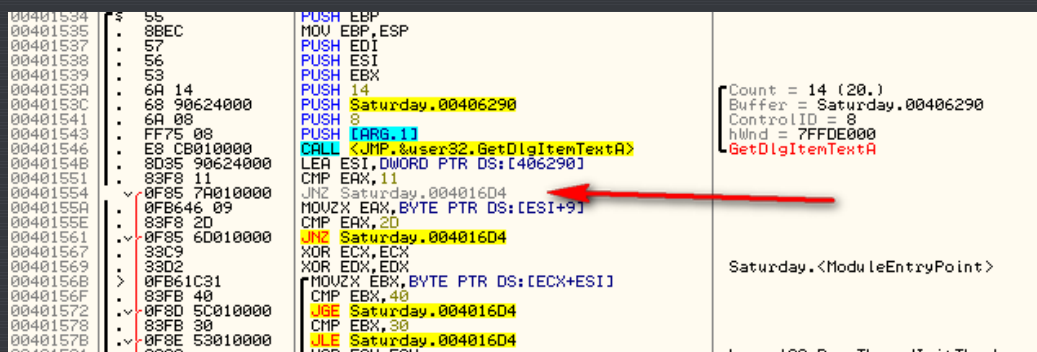 00401534 $ 55 PUSH EBP
00401535 . 8BEC MOV EBP,ESP
00401537 . 57 PUSH EDI
00401538 . 56 PUSH ESI
00401539 . 53 PUSH EBX
0040153A . 6A 14 PUSH 14 Count = 14 (20.)
0040153C . 68 90624000 PUSH Saturday.00406290 Buffer = Saturday.00406290
00401541 . 6A 08 PUSH 8 ControlID = 8
00401543 . FF75 08 PUSH [ARG.1] hWnd = 7FFDE000
00401546 . E8 CB010000 CALL <JMP.&user32.GetDlgItemTextA> GetDlgItemTextA
0040154B . 8D35 90624000 LEA ESI,DWORD PTR DS:[406290]
00401551 . 83F8 11 CMP EAX,11
00401554 0F85 7A010000 JNZ Saturday.004016D4
0040155A . 0FB646 09 MOVZX EAX,BYTE PTR DS:[ESI+9]
0040155E . 83F8 2D CMP EAX,2D
00401561 . 0F85 6D010000 JNZ Saturday.004016D4
00401567 . 33C9 XOR ECX,ECX
00401569 . 33D2 XOR EDX,EDX Saturday.<ModuleEntryPoint>
0040156B > 0FB61C31 MOVZX EBX,BYTE PTR DS:[ECX+ESI]
0040156F . 83FB 40 CMP EBX,40
00401572 . 0F8D 5C010000 JGE Saturday.004016D4
00401578 . 83FB 30 CMP EBX,30
0040157B . 0F8E 53010000 JLE Saturday.004016D4